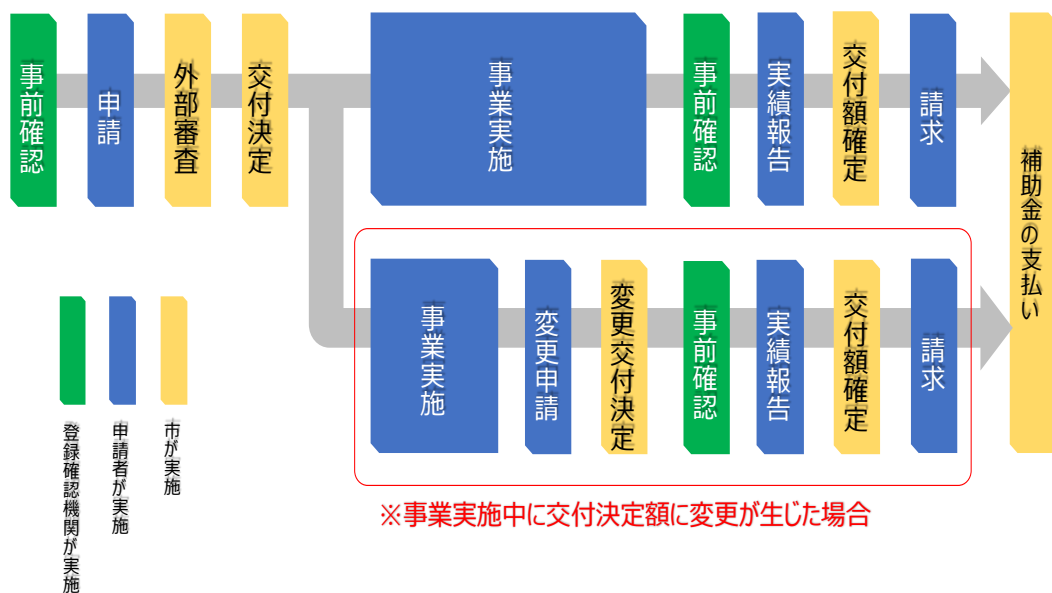 事前確認
申請
外部審査
交付決定
事業実施
事前確認
実績報告
交付額確定
請求
補助金の支払い
事業実施
変更申請
変更交付決定
事前確認
実績報告
交付額確定
請求
※事業実施中に交付決定額に変更が生じた場合
登録確認機関が実施
申請者が実施
市が実施